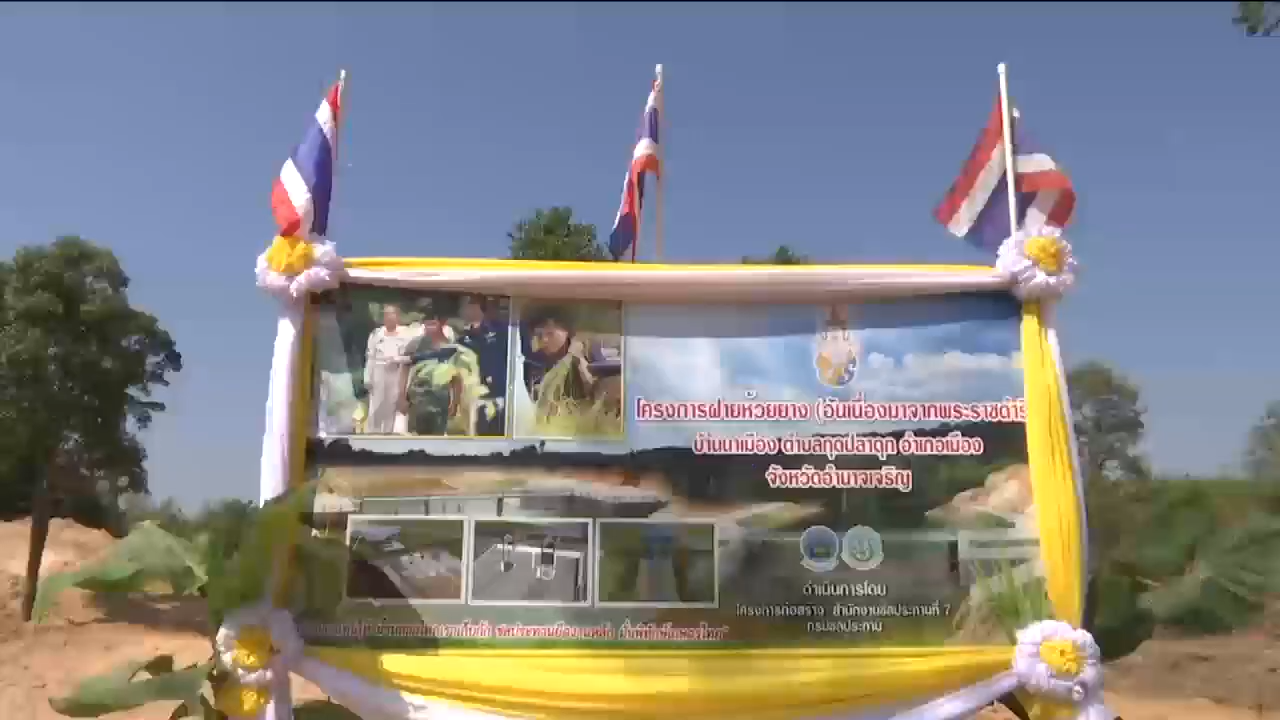 โครงการฝายห้วยยาง (อันเนื่องมาจากพระราชดำริ
บ้านนาเมือง ตำบลกุดปลาดุก อำเภอเมือง
จังหวัดอำนาจเจริญ
ดำเนินการโดย
โครงการก่อสร้าง สำนักงานชลประทานที่ 7
กรมชลประทาน